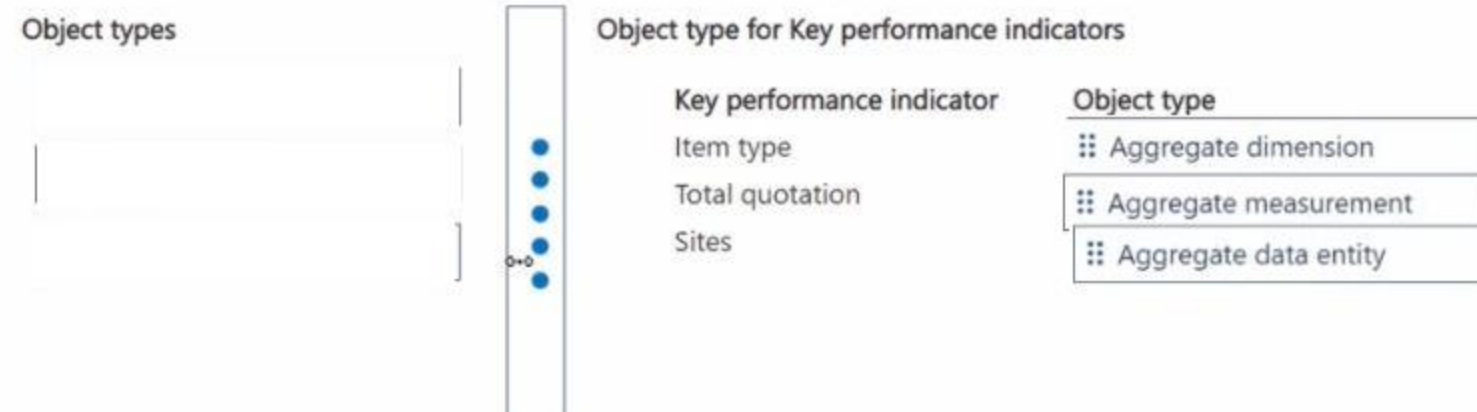 Object types
Object type for Key performance indicators
Key performance indicator Object type
Item type Aggregate dimension
Total quotation Aggregate measurement
Sites Aggregate data entity